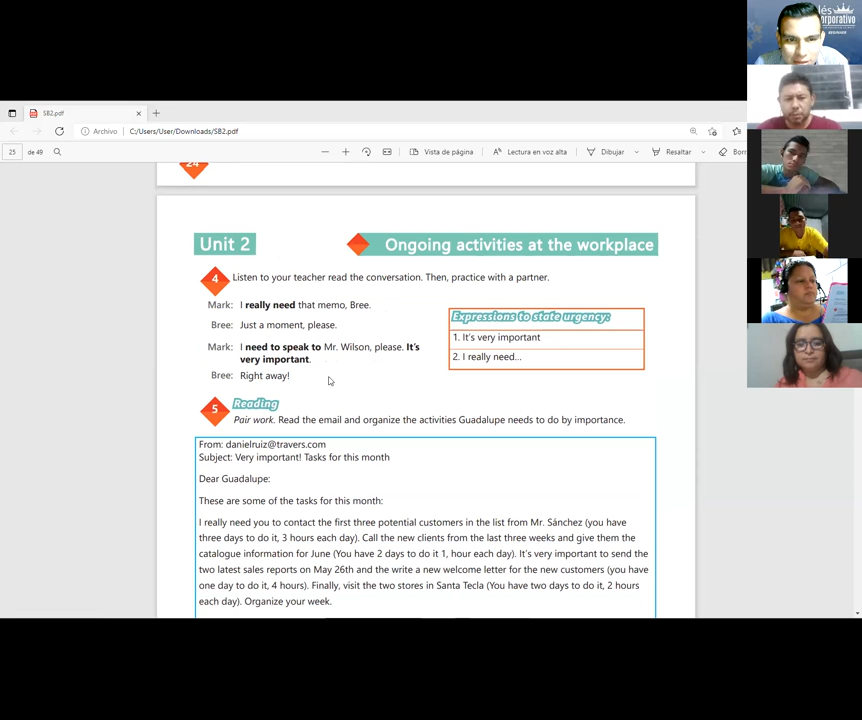 SB2.pdf
Archivo C:/Users/User/Downloads/SB2.pdf
25 de 49 Vista de página Lectura en voz alta Dibujar Resaltar
24
Unit 2 Ongoing activities at the workplace
4 Listen to your teacher read the conversation. Then, practice with a partner.
Mark: I really need that memo, Bree.
Bree: Just a moment, please.
Mark: I need to speak to Mr. Wilson, please. It's
very important.
Bree: Right away!
Expressions to state urgency:
1. It's very important
2. I really need...
5 Reading
Pair work. Read the email and organize the activities Guadalupe needs to do by importance.
From: danielruiz@travers.com
Subject: Very important! Tasks for this month
Dear Guadalupe:
These are some of the tasks for this month:
I really need you to contact the first three potential customers in the list from Mr. Sánchez (you have
three days to do it, 3 hours each day). Call the new clients from the last three weeks and give them the
catalogue information for June (You have 2 days to do it 1, hour each day). It's very important to send the
two latest sales reports on May 26th and the write a new welcome letter for the new customers (you have
one day to do it, 4 hours). Finally, visit the two stores in Santa Tecla (You have two days to do it, 2 hours
each day). Organize your week.